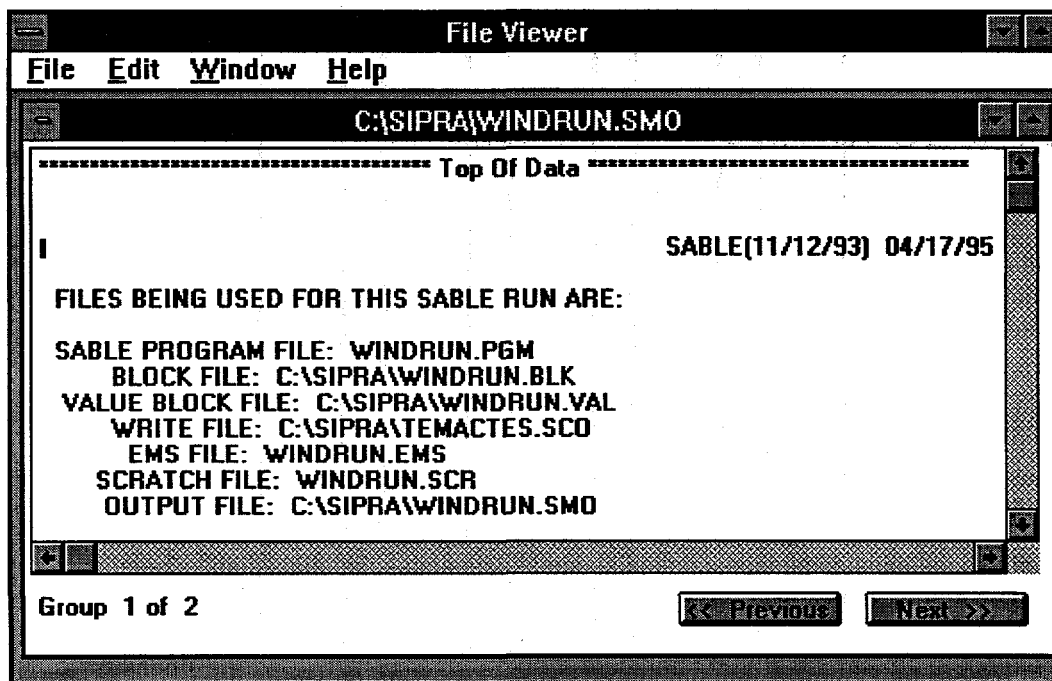 File Viewer
File Edit Window Help
C:\SIPRA\WINDRUN.SMO
************************************** Top Of Data *************************************
SABLE(11/12/93) 04/17/95
FILES BEING USED FOR THIS SABLE RUN ARE:
SABLE PROGRAM FILE: WINDRUN.PGM
BLOCK FILE: C:\SIPRA\WINDRUN.BLK
VALUE BLOCK FILE: C:\SIPRA\WINDRUN.VAL
WRITE FILE: C:\SIPRA\TEMACTES.SCO
EMS FILE: WINDRUN.EMS
SCRATCH FILE: WINDRUN.SCR
OUTPUT FILE: C:\SIPRA\WINDRUN.SMO
Group 1 of 2
<< Previous Next >>